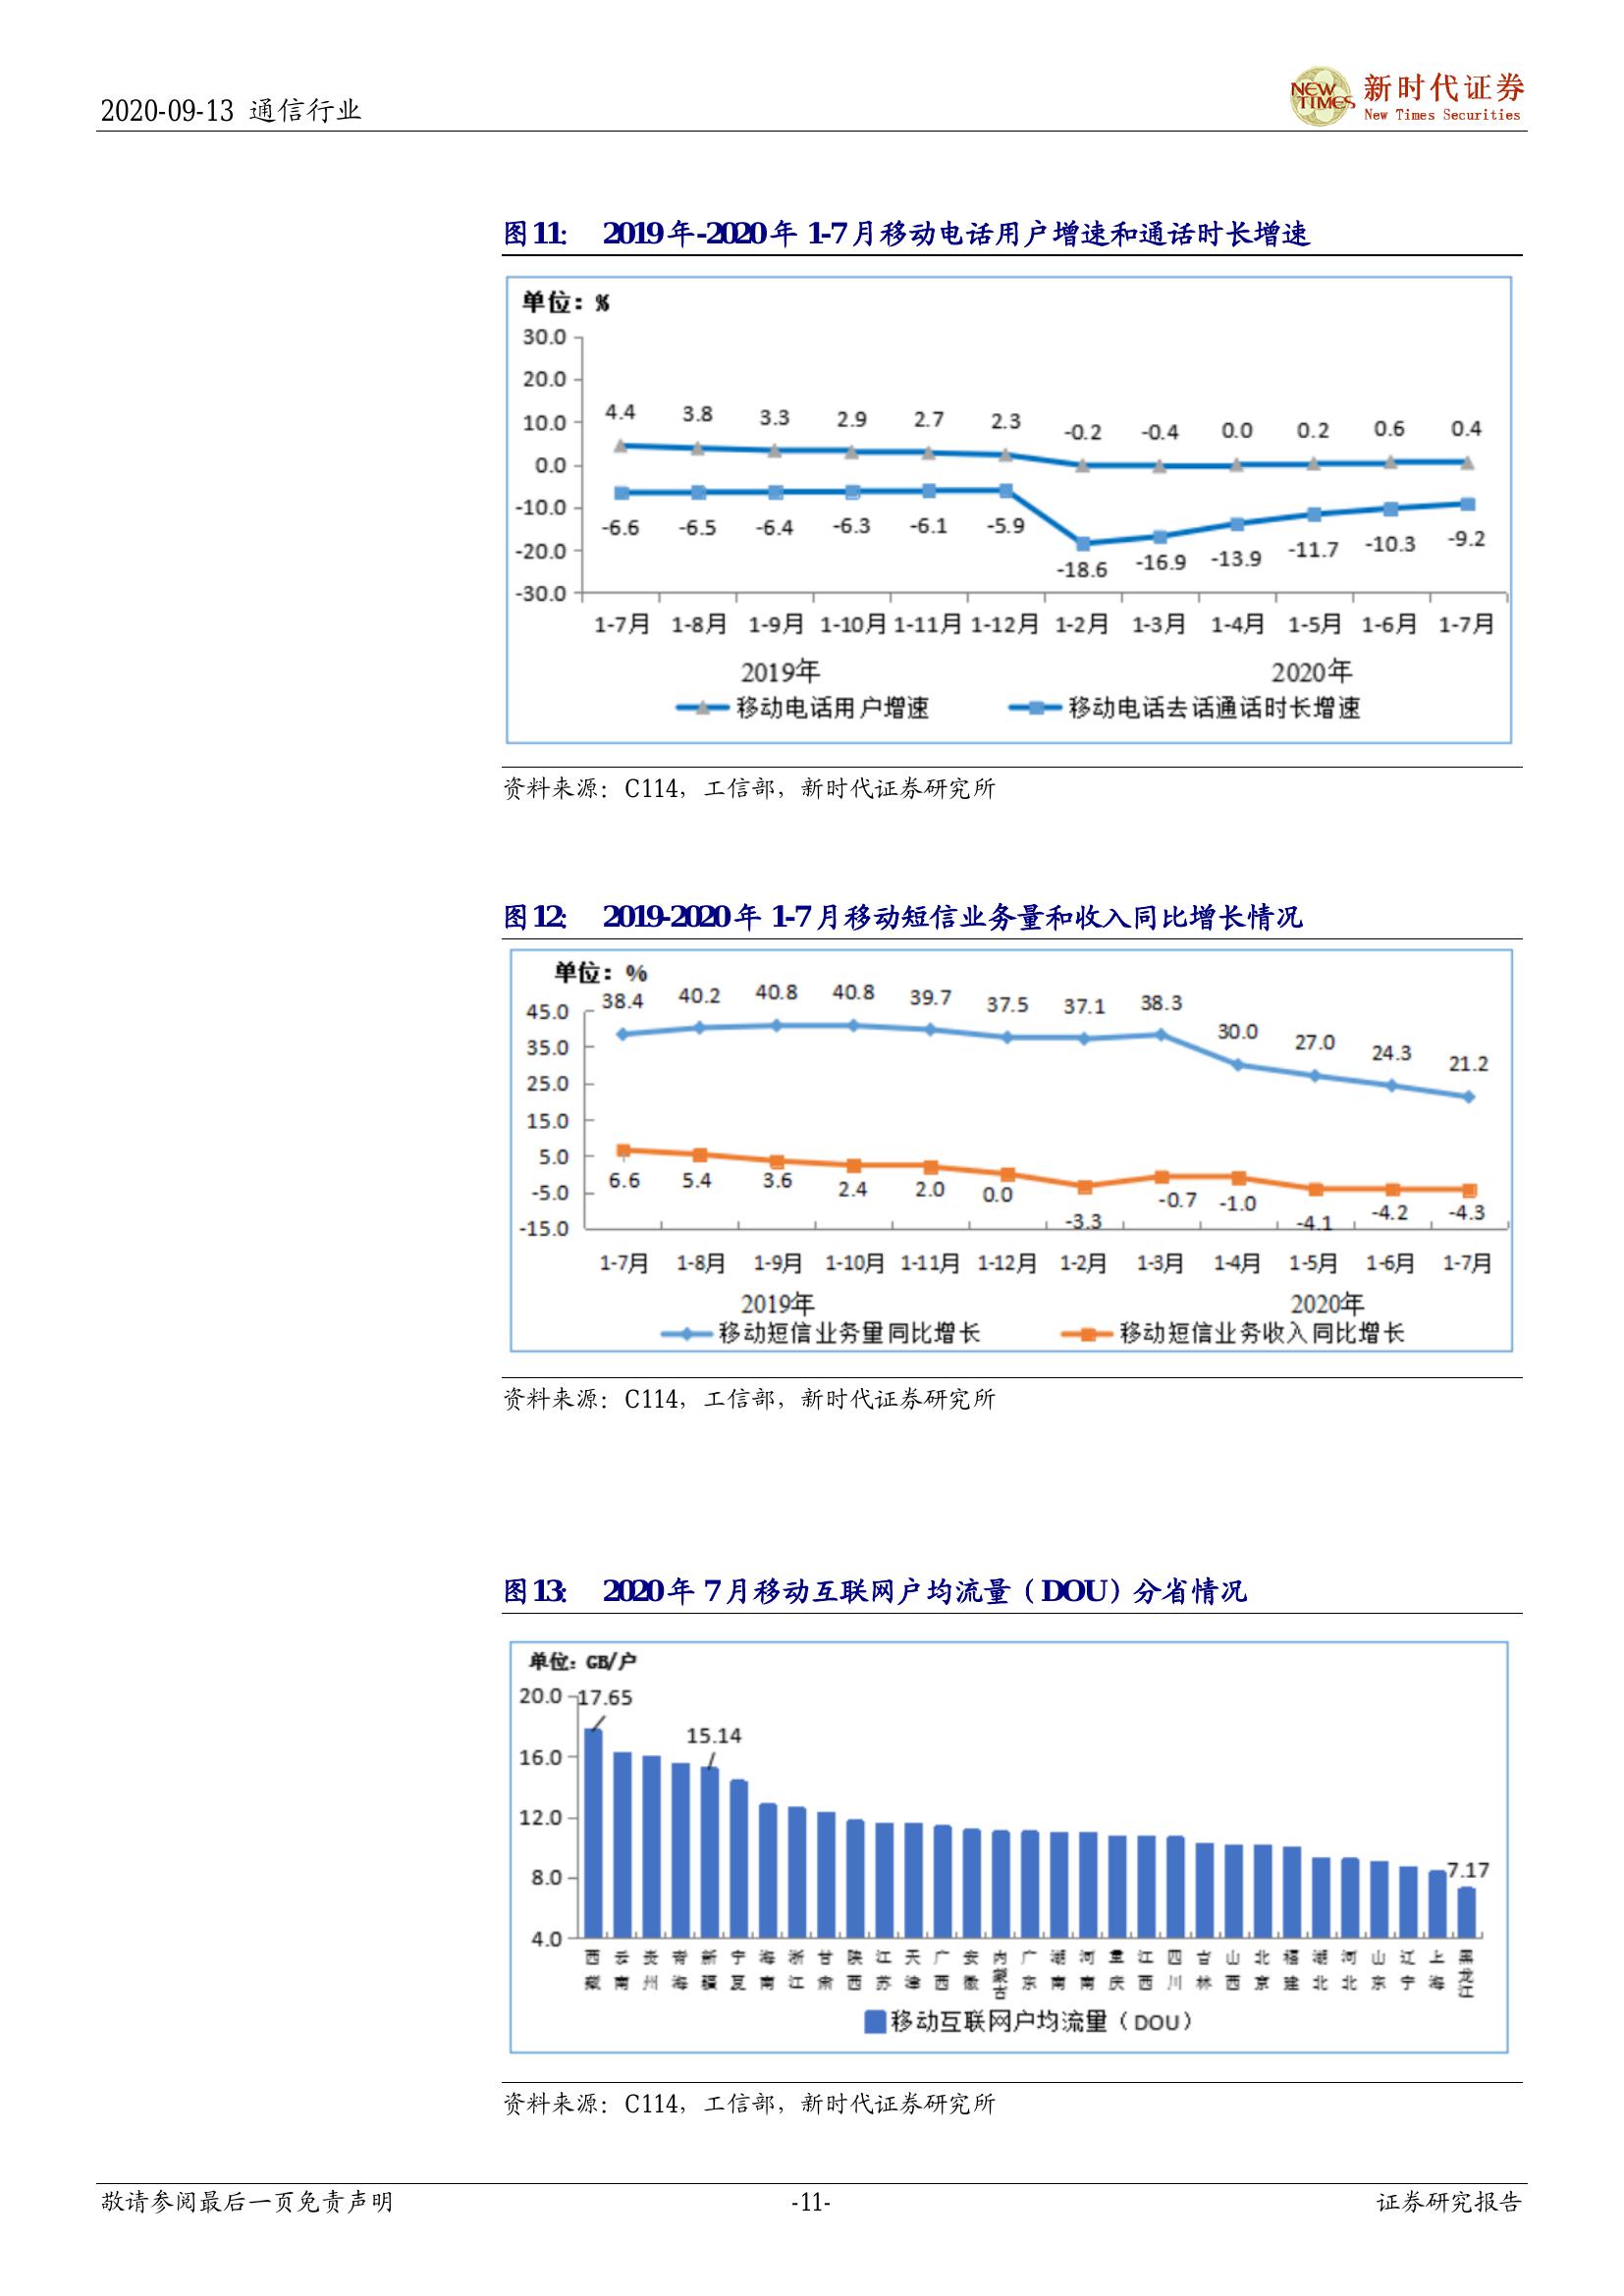 2020-09-13 通信行业
NEW TIMES 新时代证券
New Times Securities
图11: 2019年-2020年 1-7月移动电话用户增速和通话时长增速
单位：%
30.0
20.0
10.0
0.0
-10.0
-20.0
-30.0
4.4 3.8 3.3 2.9 2.7 2.3 -0.2 -0.4 0.0 0.2 0.6 0.4
-6.6 -6.5 -6.4 -6.3 -6.1 -5.9 -18.6 -16.9 -13.9 -11.7 -10.3 -9.2
1-7月 1-8月 1-9月 1-10月 1-11月 1-12月 1-2月 1-3月 1-4月 1-5月 1-6月 1-7月
2019年 2020年
移动电话用户增速 移动电话去话通话时长增速
资料来源：C114，工信部，新时代证券研究所
图12: 2019-2020年 1-7月移动短信业务量和收入同比增长情况
单位：%
45.0
35.0
25.0
15.0
5.0
-5.0
-15.0
38.4 40.2 40.8 40.8 39.7 37.5 37.1 38.3 30.0 27.0 24.3 21.2
6.6 5.4 3.6 2.4 2.0 0.0 -3.3 -0.7 -1.0 -4.1 -4.2 -4.3
1-7月 1-8月 1-9月 1-10月 1-11月 1-12月 1-2月 1-3月 1-4月 1-5月 1-6月 1-7月
2019年 2020年
移动短信业务量同比增长 移动短信业务收入同比增长
资料来源：C114，工信部，新时代证券研究所
图13: 2020年 7月移动互联网户均流量（DOU）分省情况
单位：GB/户
20.0
16.0
12.0
8.0
4.0
17.65 15.14 7.17
西藏 云南 贵州 青海 新疆 宁夏 海南 浙江 甘肃 陕西 江苏 天津 广西 安徽 内蒙古 广东 湖南 河南 重庆 江西 四川 吉林 山西 北京 福建 湖北 河北 山东 辽宁 上海 黑龙江
移动互联网户均流量（DOU）
资料来源：C114，工信部，新时代证券研究所
敬请参阅最后一页免责声明 -11- 证券研究报告